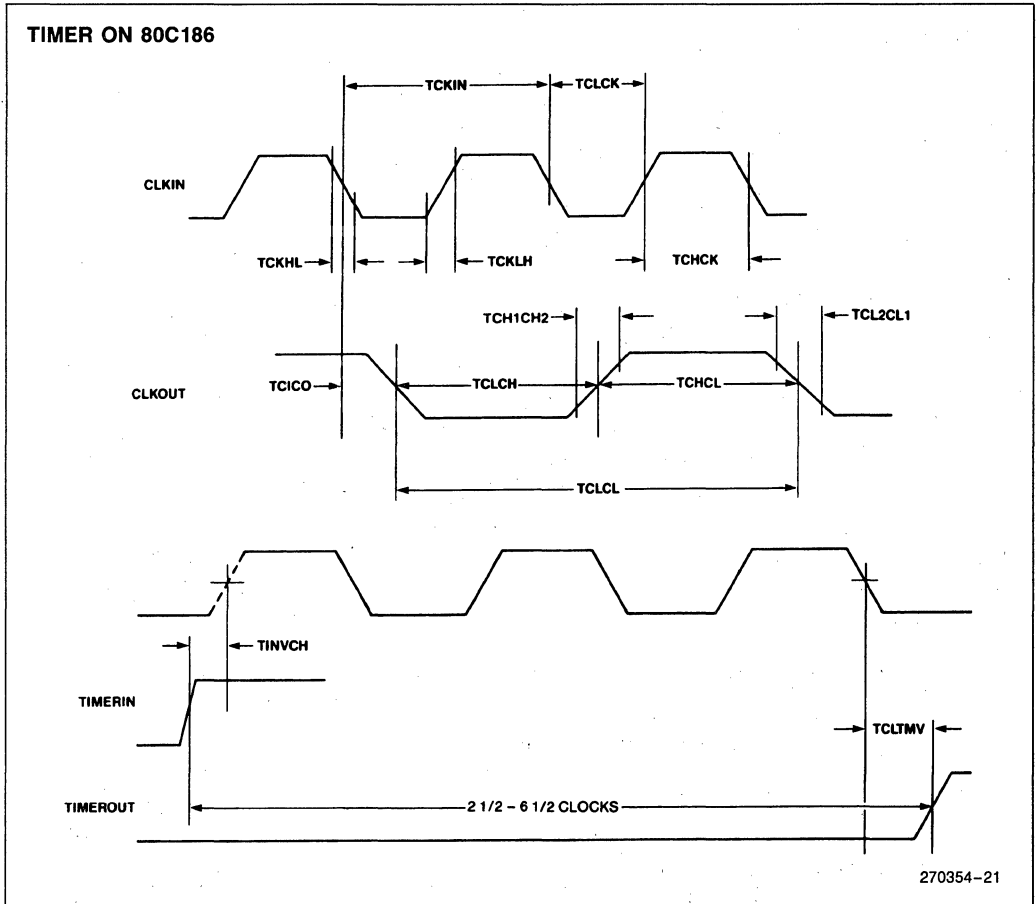 TIMER ON 80C186
TCKIN
TCLCK
CLKIN
TCKHL
TCKLH
TCHCK
TCH1CH2
TCL2CL1
CLKOUT
TCICO
TCLCH
TCHCL
TCLCL
TINVCH
TIMERIN
TCLTMV
TIMEROUT
2 1/2 – 6 1/2 CLOCKS
270354–21